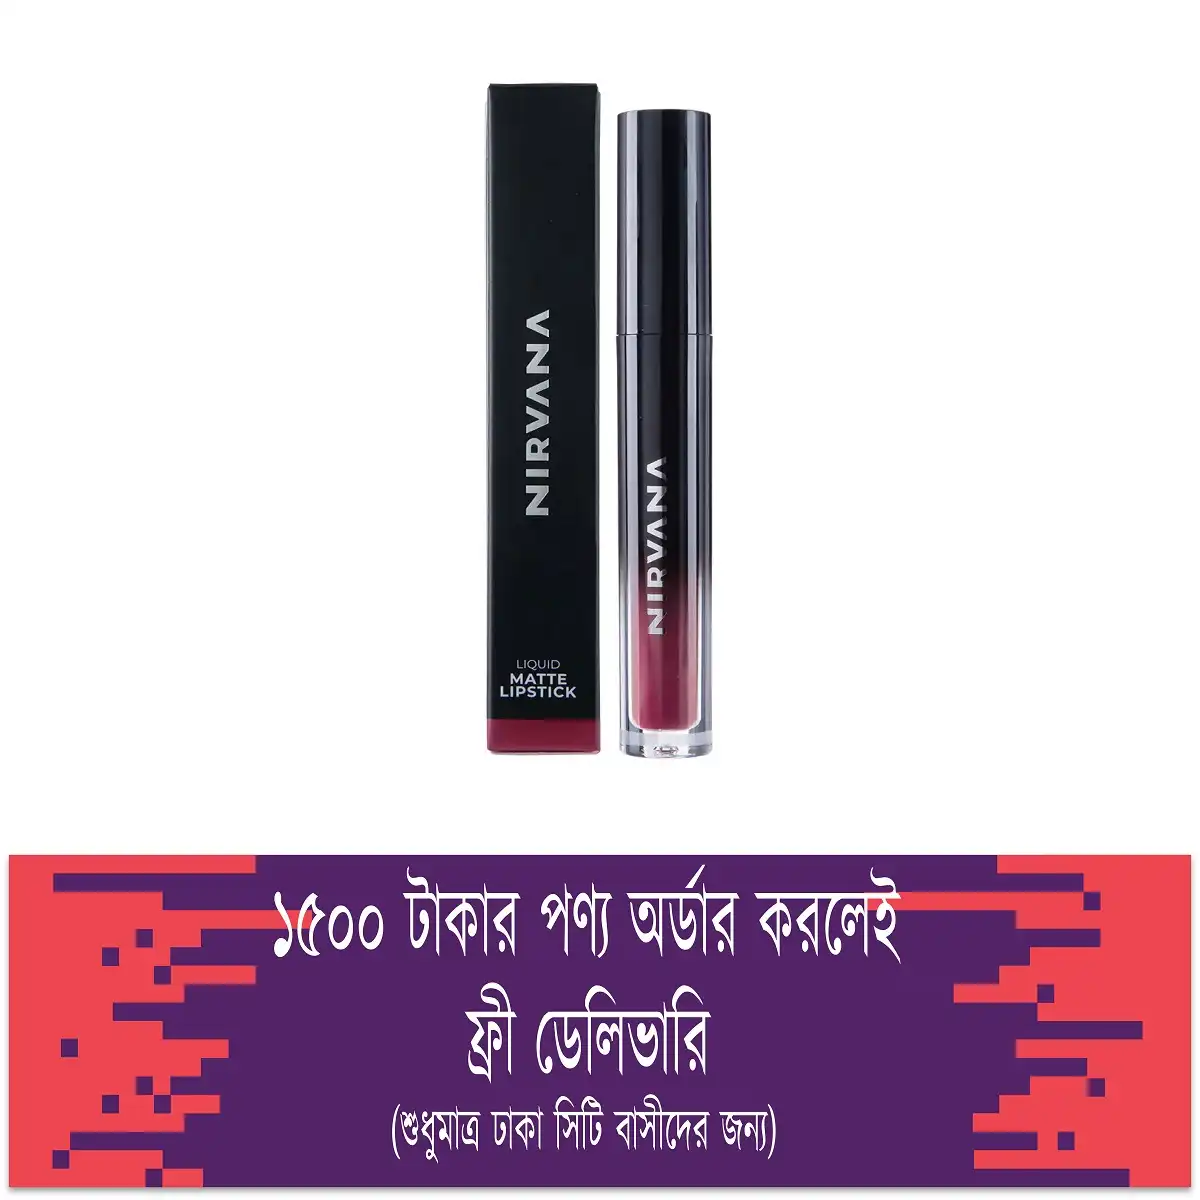 NIRVANA
LIQUID
MATTE
LIPSTICK
NIRVANA
১৫০০ টাকার পণ্য অর্ডার করলেই
ফ্রী ডেলিভারি
(শুধুমাত্র ঢাকা সিটি বাসীদের জন্য)